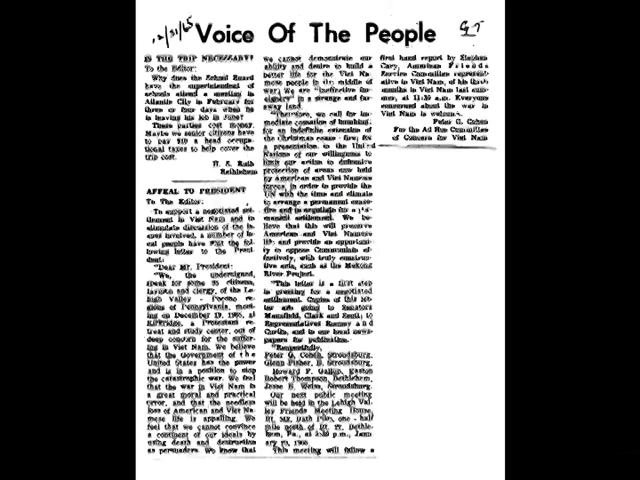 12/31/65
Voice Of The People
IS THE TRIP NECESSARY?
To the Editor:
Why does the School Board
have the superintendent of
schools attend a meeting in
Atlantic City in February for
three or four days when he
is leaving his job in June?
These parties cost money.
Maybe we senior citizens have
to pay $10 a head occupa-
tional taxes to help cover the
trip cost.
Bethlehem
APPEAL TO PRESIDENT
To The Editor:
To support a negotiated set-
tlement in Viet Nam and to
stimulate discussion of the is-
sues involved, a number of lo-
cal people have sent the fol-
lowing letter to the Presi-
dent:
"Dear Mr. President:
"We, the undersigned,
speak for some 35 citizens,
laymen and clergy, of the Le-
high Valley - Pocono re-
gions of Pennsylvania, meet-
ing on December 19, 1965, at
Kirkridge, a Protestant re-
treat and study center, out of
deep concern for the suffer-
ing in Viet Nam. We believe
that the Government of the
United States has the power
and is in a position to stop
the catastrophic war. We feel
that the war in Viet Nam is
a great moral and practical
error, and that the needless
loss of American and Viet Na-
mese life is appalling. We
feel that we cannot convince
a continent of our ideals by
using death and destruction
as persuaders. We know that
we cannot demonstrate our
ability and desire to build a
better life for the Viet Na-
mese people in the middle of
war; We are "ineffective
in a strange and far
away land.
"Therefore, we call for im-
mediate cessation of bombing;
for an indefinite extension of
the Christmas cease - fire; for
a presentation to the United
Nations of our willingness to
limit our action to defensive
protection of areas now held
by American and Viet Namese
forces, in order to provide the
UN with the time and climate
to arrange a permanent cease-
fire and to negotiate for a
settlement. We be-
lieve that this will preserve
American and Viet Namese
life and provide an opportuni-
ty to oppose Communism ef-
fectively, with truly construc-
tive acts, such as the Mekong
River Project.
"This letter is a first step
in pressing for a negotiated
settlement. Copies of this let-
ter are going to Senators
Mansfield, Clark and Scott; to
Representatives Rooney and
and to our local news-
papers for publication.
"Respectfully,
Peter G. Cohen, Stroudsburg,
Glenn Fisher, E. Stroudsburg,
Howard F. Gallup, Easton
Robert Thompson, Bethlehem,
Jesse B. Weiss, Stroudsburg.
Our next public meeting
will be held in the Lehigh Val-
ley Friends Meeting House,
Rt. 512, Bath Pike, one - half
mile north of Rt. 22, Bethle-
hem, Pa., at
1966
This meeting will follow a
first hand report by Stephen
Cary, American Friends
Service Committee represent-
ative in Viet Nam, of his three
months in Viet Nam last sum-
mer, at 11:30 a.m. Everyone
concerned about the war in
Viet Nam is welcome.
Peter G. Cohen
For the Ad Hoc Committee
of Concern for Viet Nam